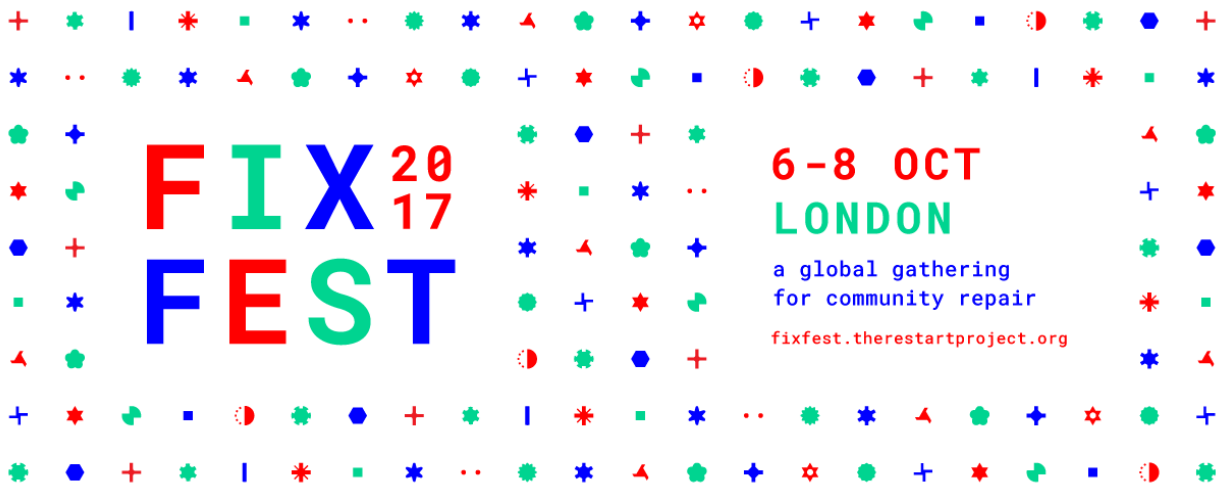 FIX 20
17
FEST
6-8 OCT
LONDON
a global gathering
for community repair
fixfest.therestartproject.org